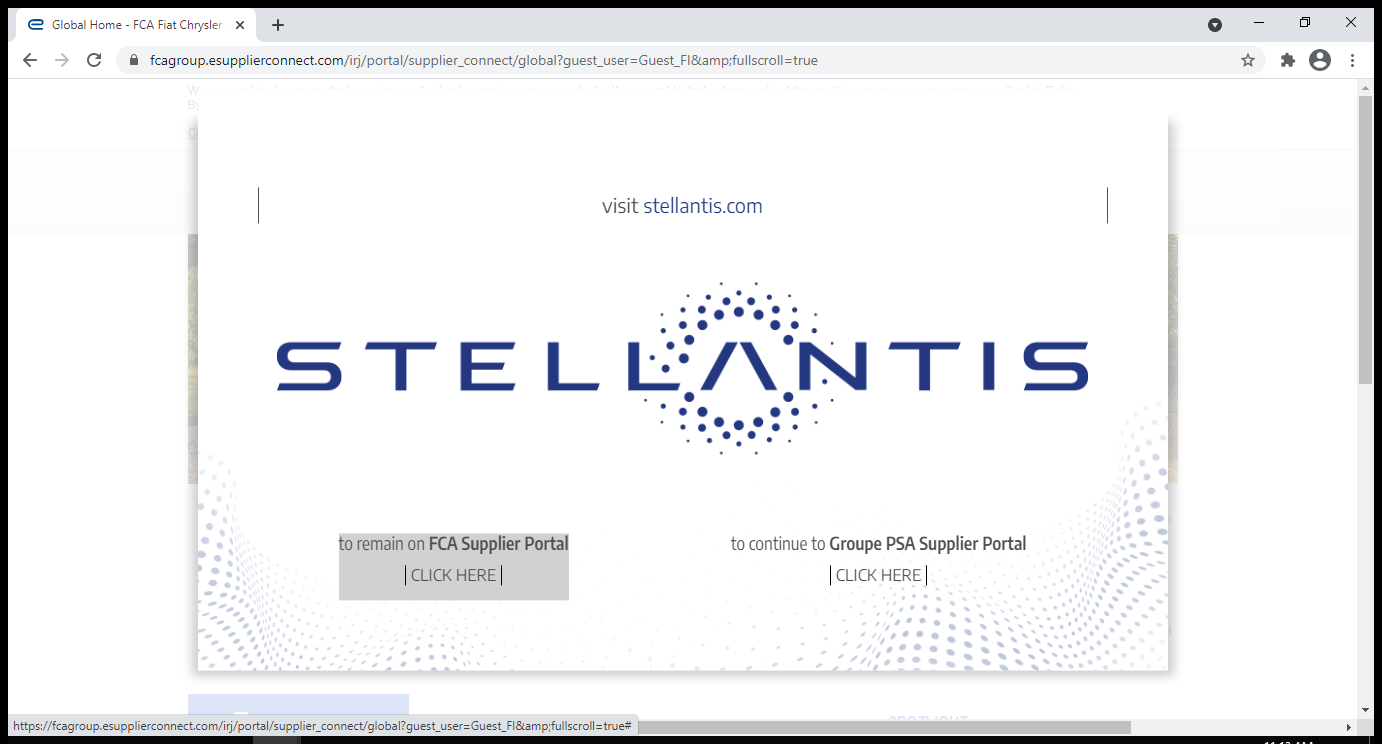 Global Home - FCA Fiat Chrysler
fcagroup.esupplierconnect.com/irj/portal/supplier_connect/global?guest_user=Guest_FI&amp;fullscroll=true
visit stellantis.com
STELLANTIS
to remain on FCA Supplier Portal
CLICK HERE
to continue to Groupe PSA Supplier Portal
CLICK HERE
SPOTLIGHT
https://fcagroup.esupplierconnect.com/irj/portal/supplier_connect/global?guest_user=Guest_FI&amp;fullscroll=true#